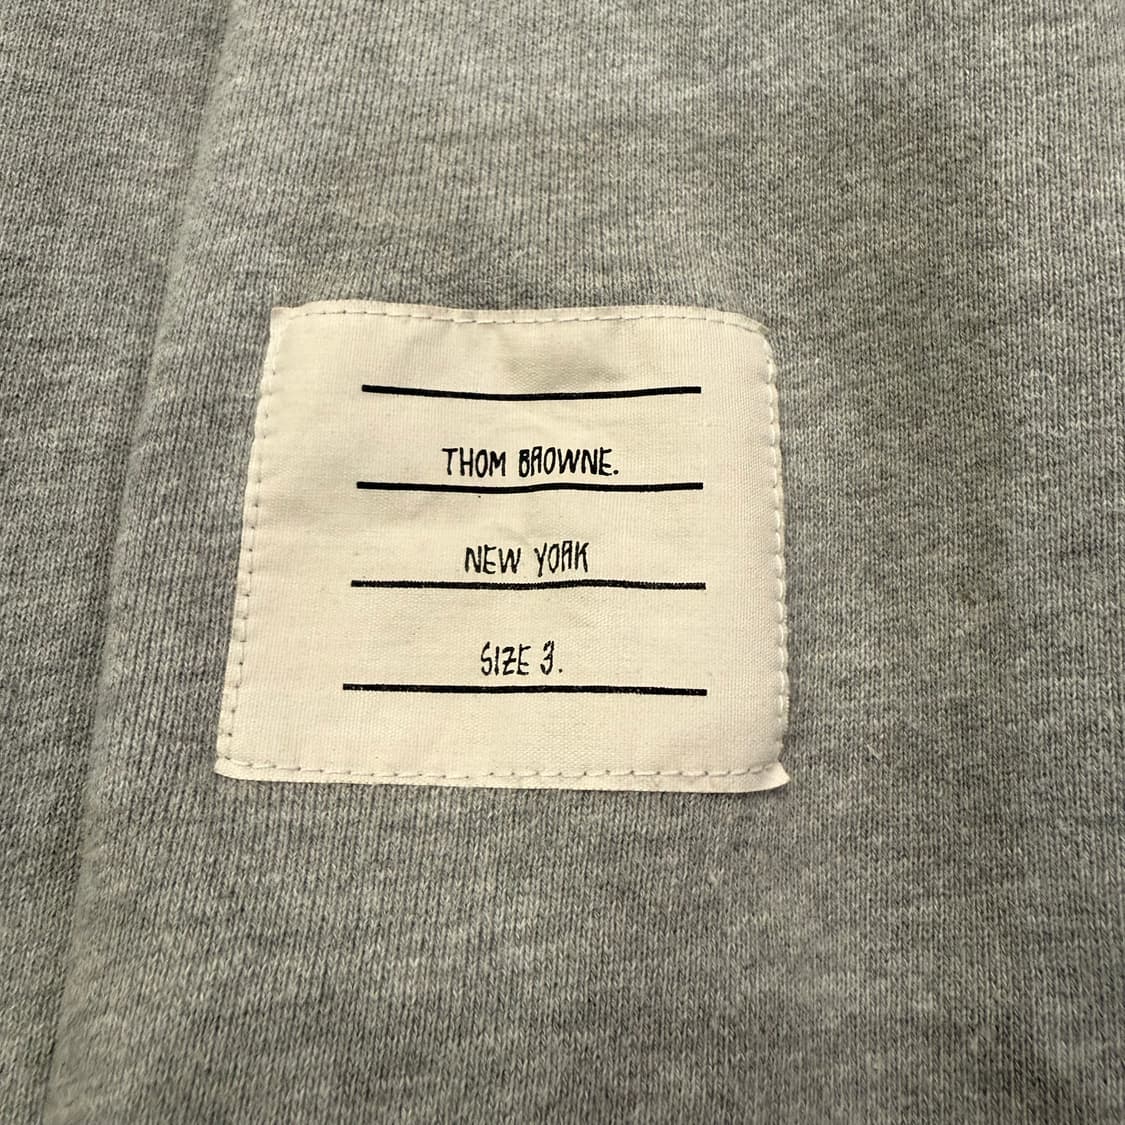 THOM BROWNE.
NEW YORK
SIZE 3.